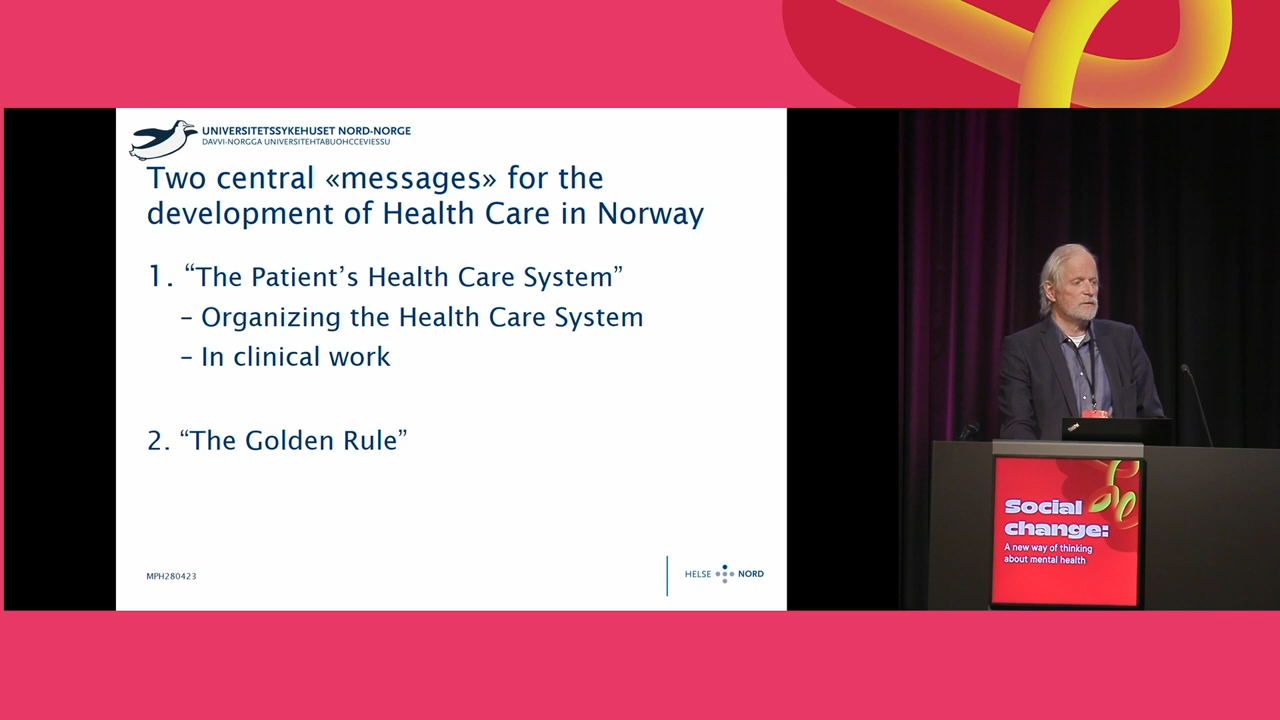 UNIVERSITETSSYKEHUSET NORD-NORGE
DAVVI-NORGGA UNIVERSITEHTABUOHCCEVIESSU
Two central «messages» for the
development of Health Care in Norway
1. “The Patient’s Health Care System”
– Organizing the Health Care System
– In clinical work
2. “The Golden Rule”
MPH280423
HELSE NORD
Social
change:
A new way of thinking
about mental health